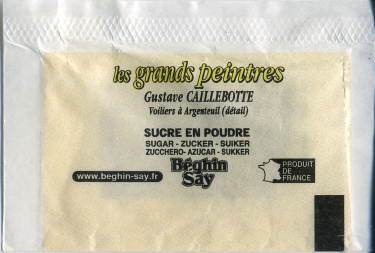 les grands peintres
Gustave CAILLEBOTTE
Voiliers à Argenteuil (détail)
SUCRE EN POUDRE
SUGAR - ZUCKER - SUIKER
ZUCCHERO - AZUCAR - SUKKER
Béghin
Say
www.beghin-say.fr
PRODUIT
DE
FRANCE